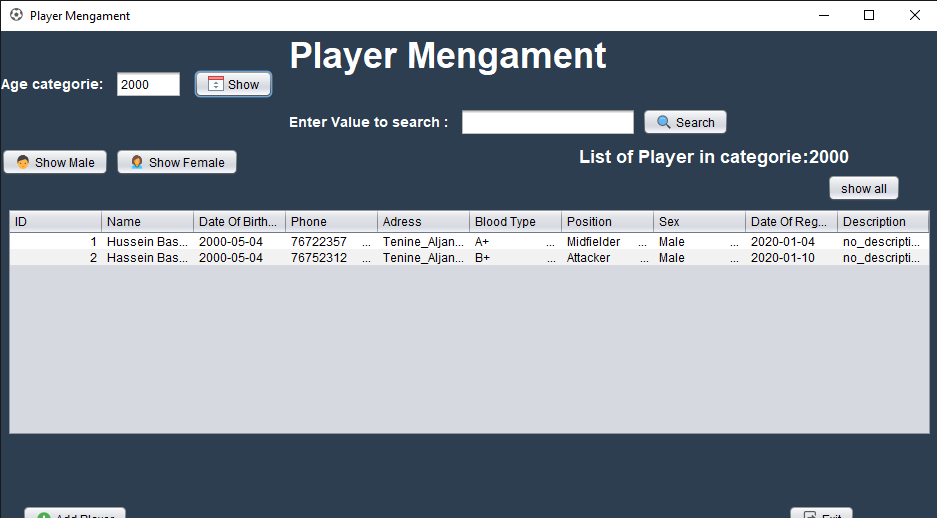 Player Mengament
Player Mengament
Age categorie: 2000 Show
Enter Value to search : Search
Show Male Show Female
List of Player in categorie:2000
show all
ID Name Date Of Birth... Phone Adress Blood Type Position Sex Date Of Reg... Description
1 Hussein Bas... 2000-05-04 76722357 ... Tenine_Aljan... A+ ... Midfielder ... Male ... 2020-01-04 no_descripti...
2 Hassein Bas... 2000-05-04 76752312 ... Tenine_Aljan... B+ ... Attacker ... Male ... 2020-01-10 no_descripti...
Add Player Exit